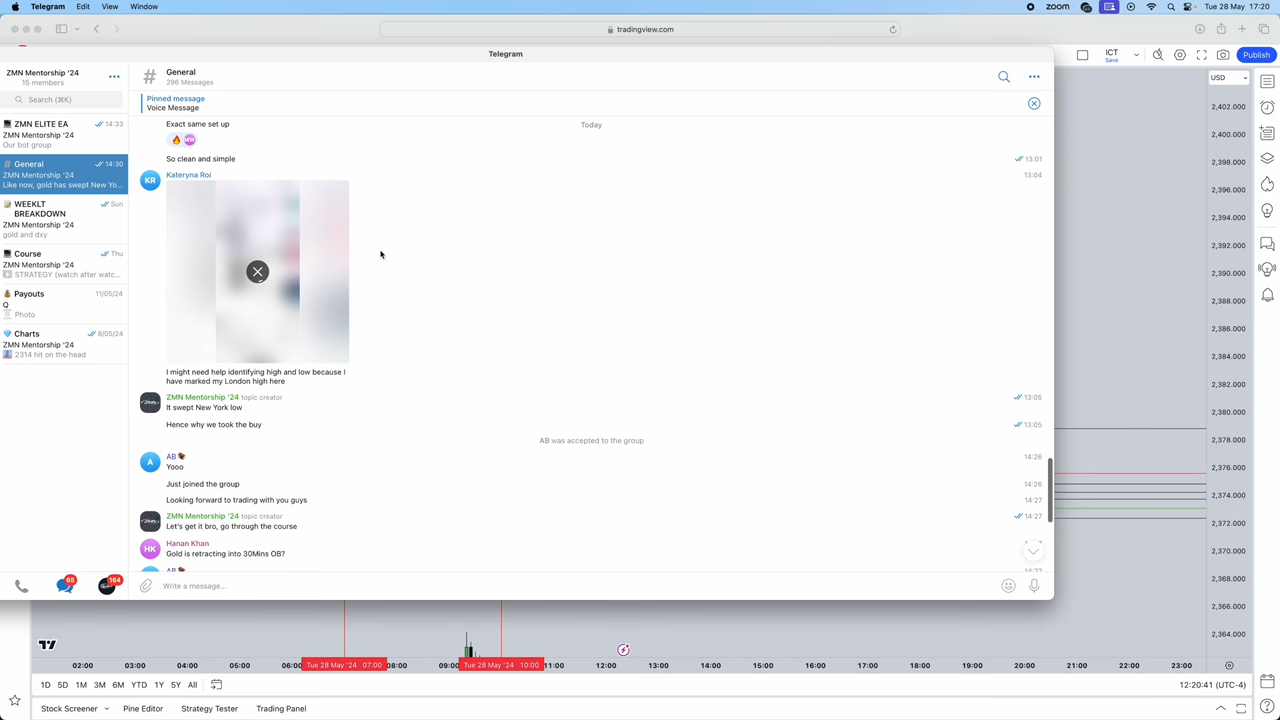 Telegram Edit View Window
zoom Tue 28 May 17:20
tradingview.com
Telegram
ICT
Save
Publish
ZMN Mentorship '24
15 members
Search (⌘K)
ZMN ELITE EA 14:33
ZMN Mentorship '24
Our bot group
# General 14:30
ZMN Mentorship '24
Like now, gold has swept New Yo...
WEEKLT
BREAKDOWN Sun
ZMN Mentorship '24
gold and dxy
Course Thu
ZMN Mentorship '24
STRATEGY (watch after watc...
Payouts 11/05/24
Q
Photo
Charts 8/05/24
ZMN Mentorship '24
2314 hit on the head
65
164
# General
296 Messages
Pinned message
Voice Message
Today
Exact same set up
MW
So clean and simple 13:01
KR Kateryna Roi 13:04
I might need help identifying high and low because I
have marked my London high here
ZMN Mentorship '24 topic creator 13:05
It swept New York low
Hence why we took the buy 13:05
AB was accepted to the group
A AB 14:26
Yooo
Just joined the group 14:26
Looking forward to trading with you guys 14:27
ZMN Mentorship '24 topic creator 14:27
Let's get it bro, go through the course
HK Hanan Khan
Gold is retracting into 30Mins OB?
AB
Write a message...
USD
2,402.000
2,400.000
2,398.000
2,396.000
2,394.000
2,392.000
2,390.000
2,388.000
2,386.000
2,384.000
2,382.000
2,380.000
2,378.000
2,376.000
2,374.000
2,372.000
2,370.000
2,368.000
2,366.000
2,364.000
02:00 03:00 04:00 05:00 06:00 Tue 28 May '24 07:00 08:00 09:00 Tue 28 May '24 10:00 11:00 12:00 13:00 14:00 15:00 16:00 17:00 18:00 19:00 20:00 21:00 22:00 23:00
1D 5D 1M 3M 6M YTD 1Y 5Y All 12:20:41 (UTC-4)
Stock Screener Pine Editor Strategy Tester Trading Panel